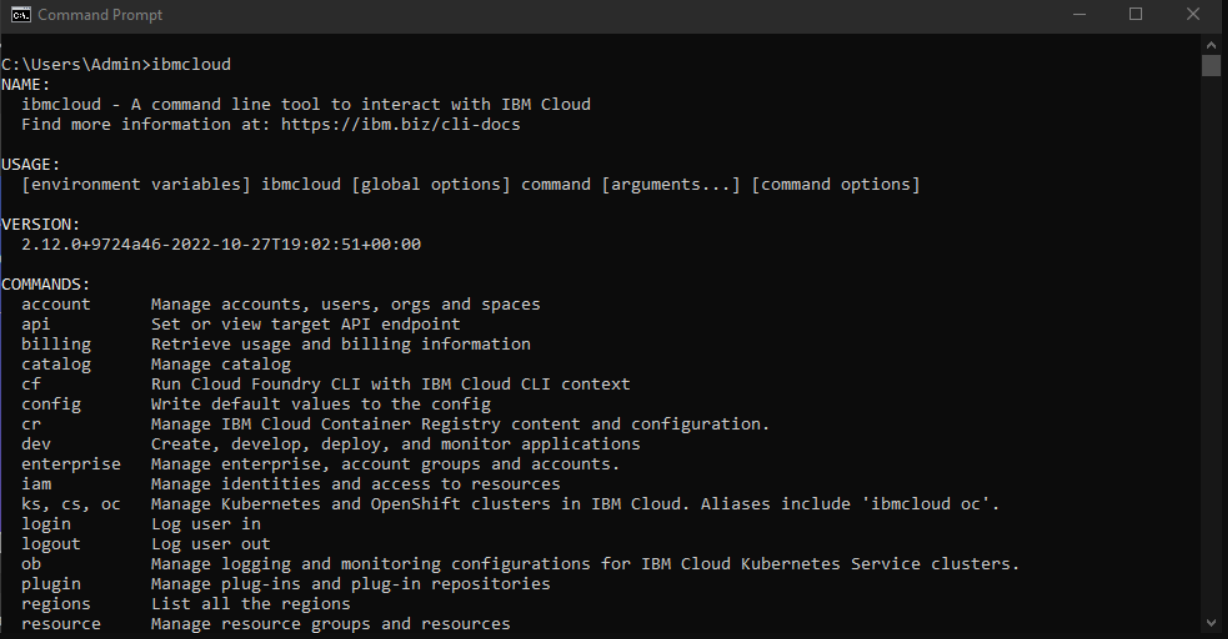 Command Prompt
C:\Users\Admin>ibmcloud
NAME:
ibmcloud - A command line tool to interact with IBM Cloud
Find more information at: https://ibm.biz/cli-docs
USAGE:
[environment variables] ibmcloud [global options] command [arguments...] [command options]
VERSION:
2.12.0+9724a46-2022-10-27T19:02:51+00:00
COMMANDS:
account      Manage accounts, users, orgs and spaces
api          Set or view target API endpoint
billing      Retrieve usage and billing information
catalog      Manage catalog
cf           Run Cloud Foundry CLI with IBM Cloud CLI context
config       Write default values to the config
cr           Manage IBM Cloud Container Registry content and configuration.
dev          Create, develop, deploy, and monitor applications
enterprise   Manage enterprise, account groups and accounts.
iam          Manage identities and access to resources
ks, cs, oc   Manage Kubernetes and OpenShift clusters in IBM Cloud. Aliases include 'ibmcloud oc'.
login        Log user in
logout       Log user out
ob           Manage logging and monitoring configurations for IBM Cloud Kubernetes Service clusters.
plugin       Manage plug-ins and plug-in repositories
regions      List all the regions
resource     Manage resource groups and resources